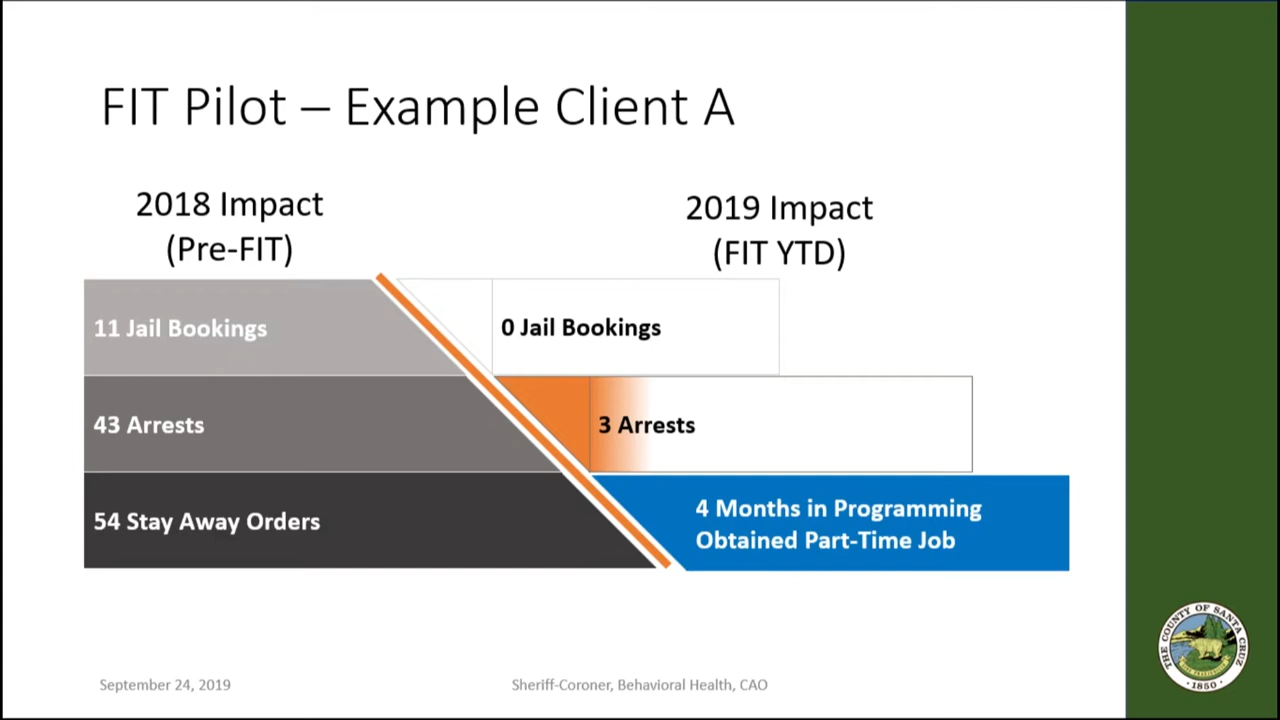 FIT Pilot – Example Client A
2018 Impact
(Pre-FIT)
2019 Impact
(FIT YTD)
11 Jail Bookings
0 Jail Bookings
43 Arrests
3 Arrests
54 Stay Away Orders
4 Months in Programming
Obtained Part-Time Job
September 24, 2019
Sheriff-Coroner, Behavioral Health, CAO
THE COUNTY OF SANTA CRUZ
1850